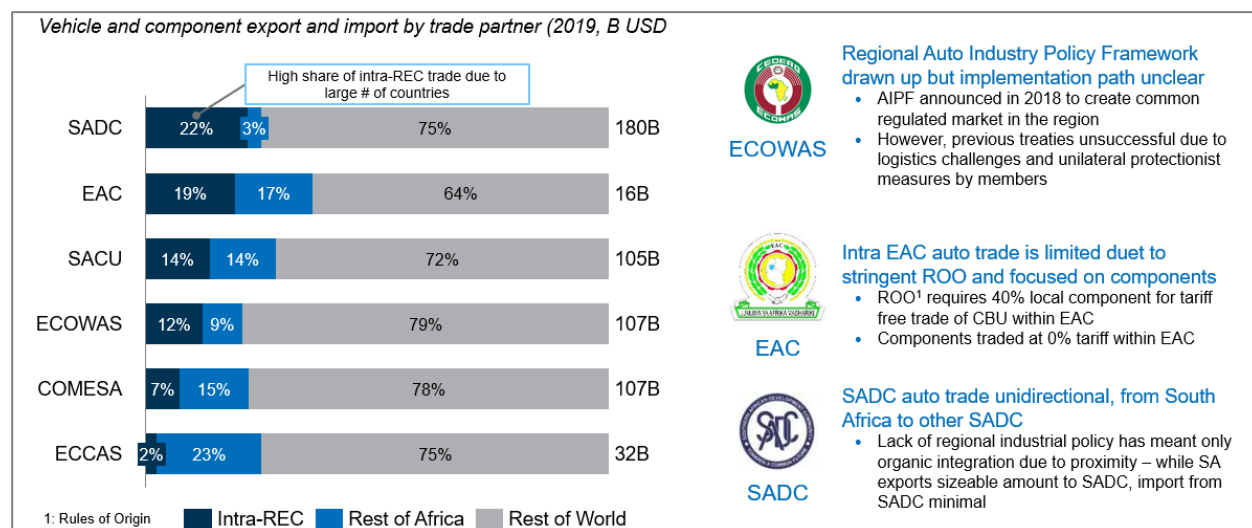 Vehicle and component export and import by trade partner (2019, B USD
High share of intra-REC trade due to
large # of countries
SADC
22%
3%
75%
180B
EAC
19%
17%
64%
16B
SACU
14%
14%
72%
105B
ECOWAS
12%
9%
79%
107B
COMESA
7%
15%
78%
107B
ECCAS
2%
23%
75%
32B
1: Rules of Origin
Intra-REC
Rest of Africa
Rest of World
CEDEAO
ECOWAS
ECOWAS
Regional Auto Industry Policy Framework
drawn up but implementation path unclear
• AIPF announced in 2018 to create common
regulated market in the region
• However, previous treaties unsuccessful due to
logistics challenges and unilateral protectionist
measures by members
EAC
EAC
Intra EAC auto trade is limited duet to
stringent ROO and focused on components
• ROO¹ requires 40% local component for tariff
free trade of CBU within EAC
• Components traded at 0% tariff within EAC
SADC
SADC
SADC auto trade unidirectional, from South
Africa to other SADC
• Lack of regional industrial policy has meant only
organic integration due to proximity – while SA
exports sizeable amount to SADC, import from
SADC minimal